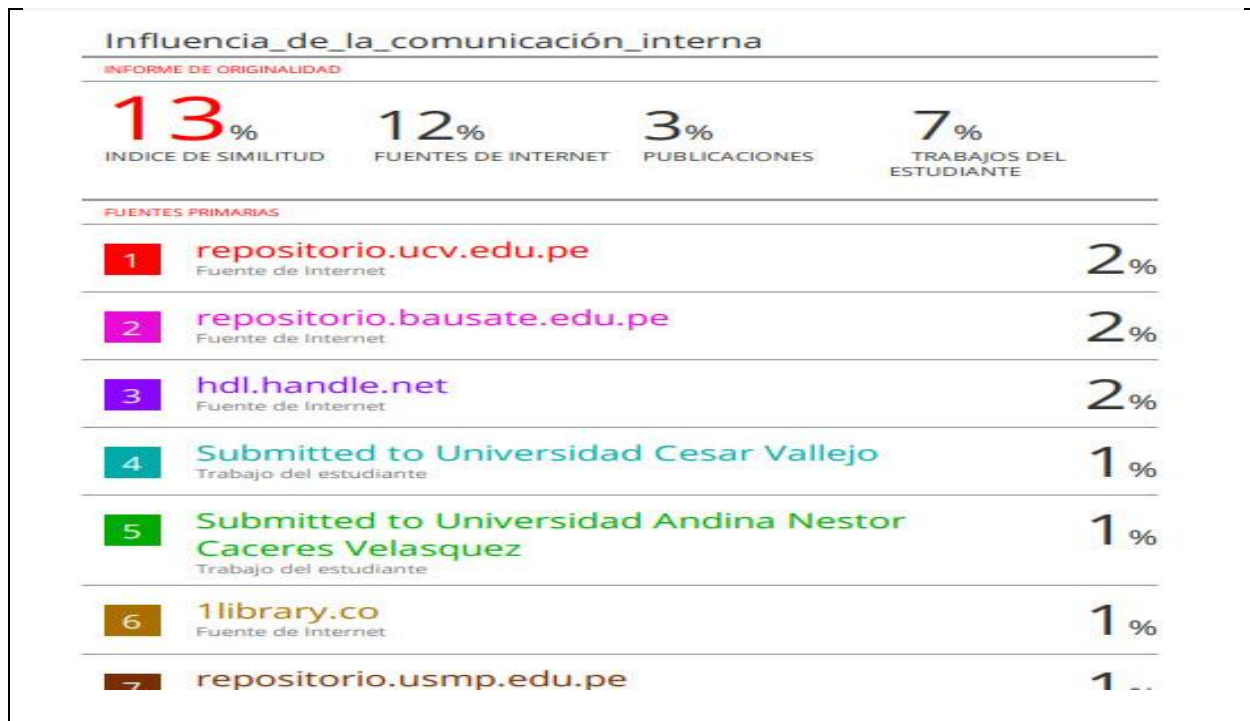 Influencia_de_la_comunicación_interna
INFORME DE ORIGINALIDAD
13% 12% 3% 7%
INDICE DE SIMILITUD FUENTES DE INTERNET PUBLICACIONES TRABAJOS DEL
ESTUDIANTE
FUENTES PRIMARIAS
1 repositorio.ucv.edu.pe 2%
Fuente de Internet
2 repositorio.bausate.edu.pe 2%
Fuente de Internet
3 hdl.handle.net 2%
Fuente de Internet
4 Submitted to Universidad Cesar Vallejo 1%
Trabajo del estudiante
5 Submitted to Universidad Andina Nestor 1%
Caceres Velasquez
Trabajo del estudiante
6 1library.co 1%
Fuente de Internet
7 repositorio.usmp.edu.pe 1%